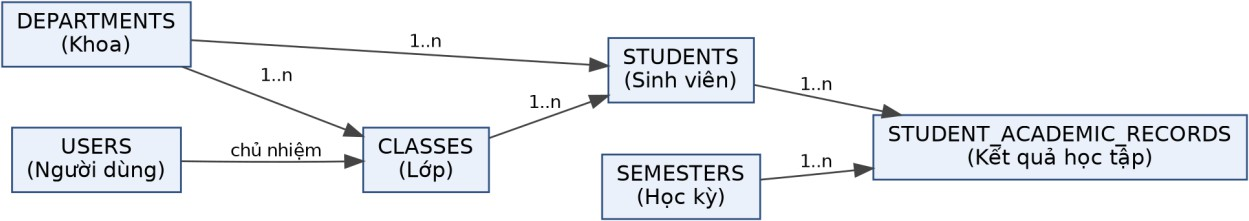 DEPARTMENTS
(Khoa)
1..n
1..n
USERS
(Người dùng)
chủ nhiệm
CLASSES
(Lớp)
1..n
STUDENTS
(Sinh viên)
1..n
SEMESTERS
(Học kỳ)
1..n
STUDENT_ACADEMIC_RECORDS
(Kết quả học tập)